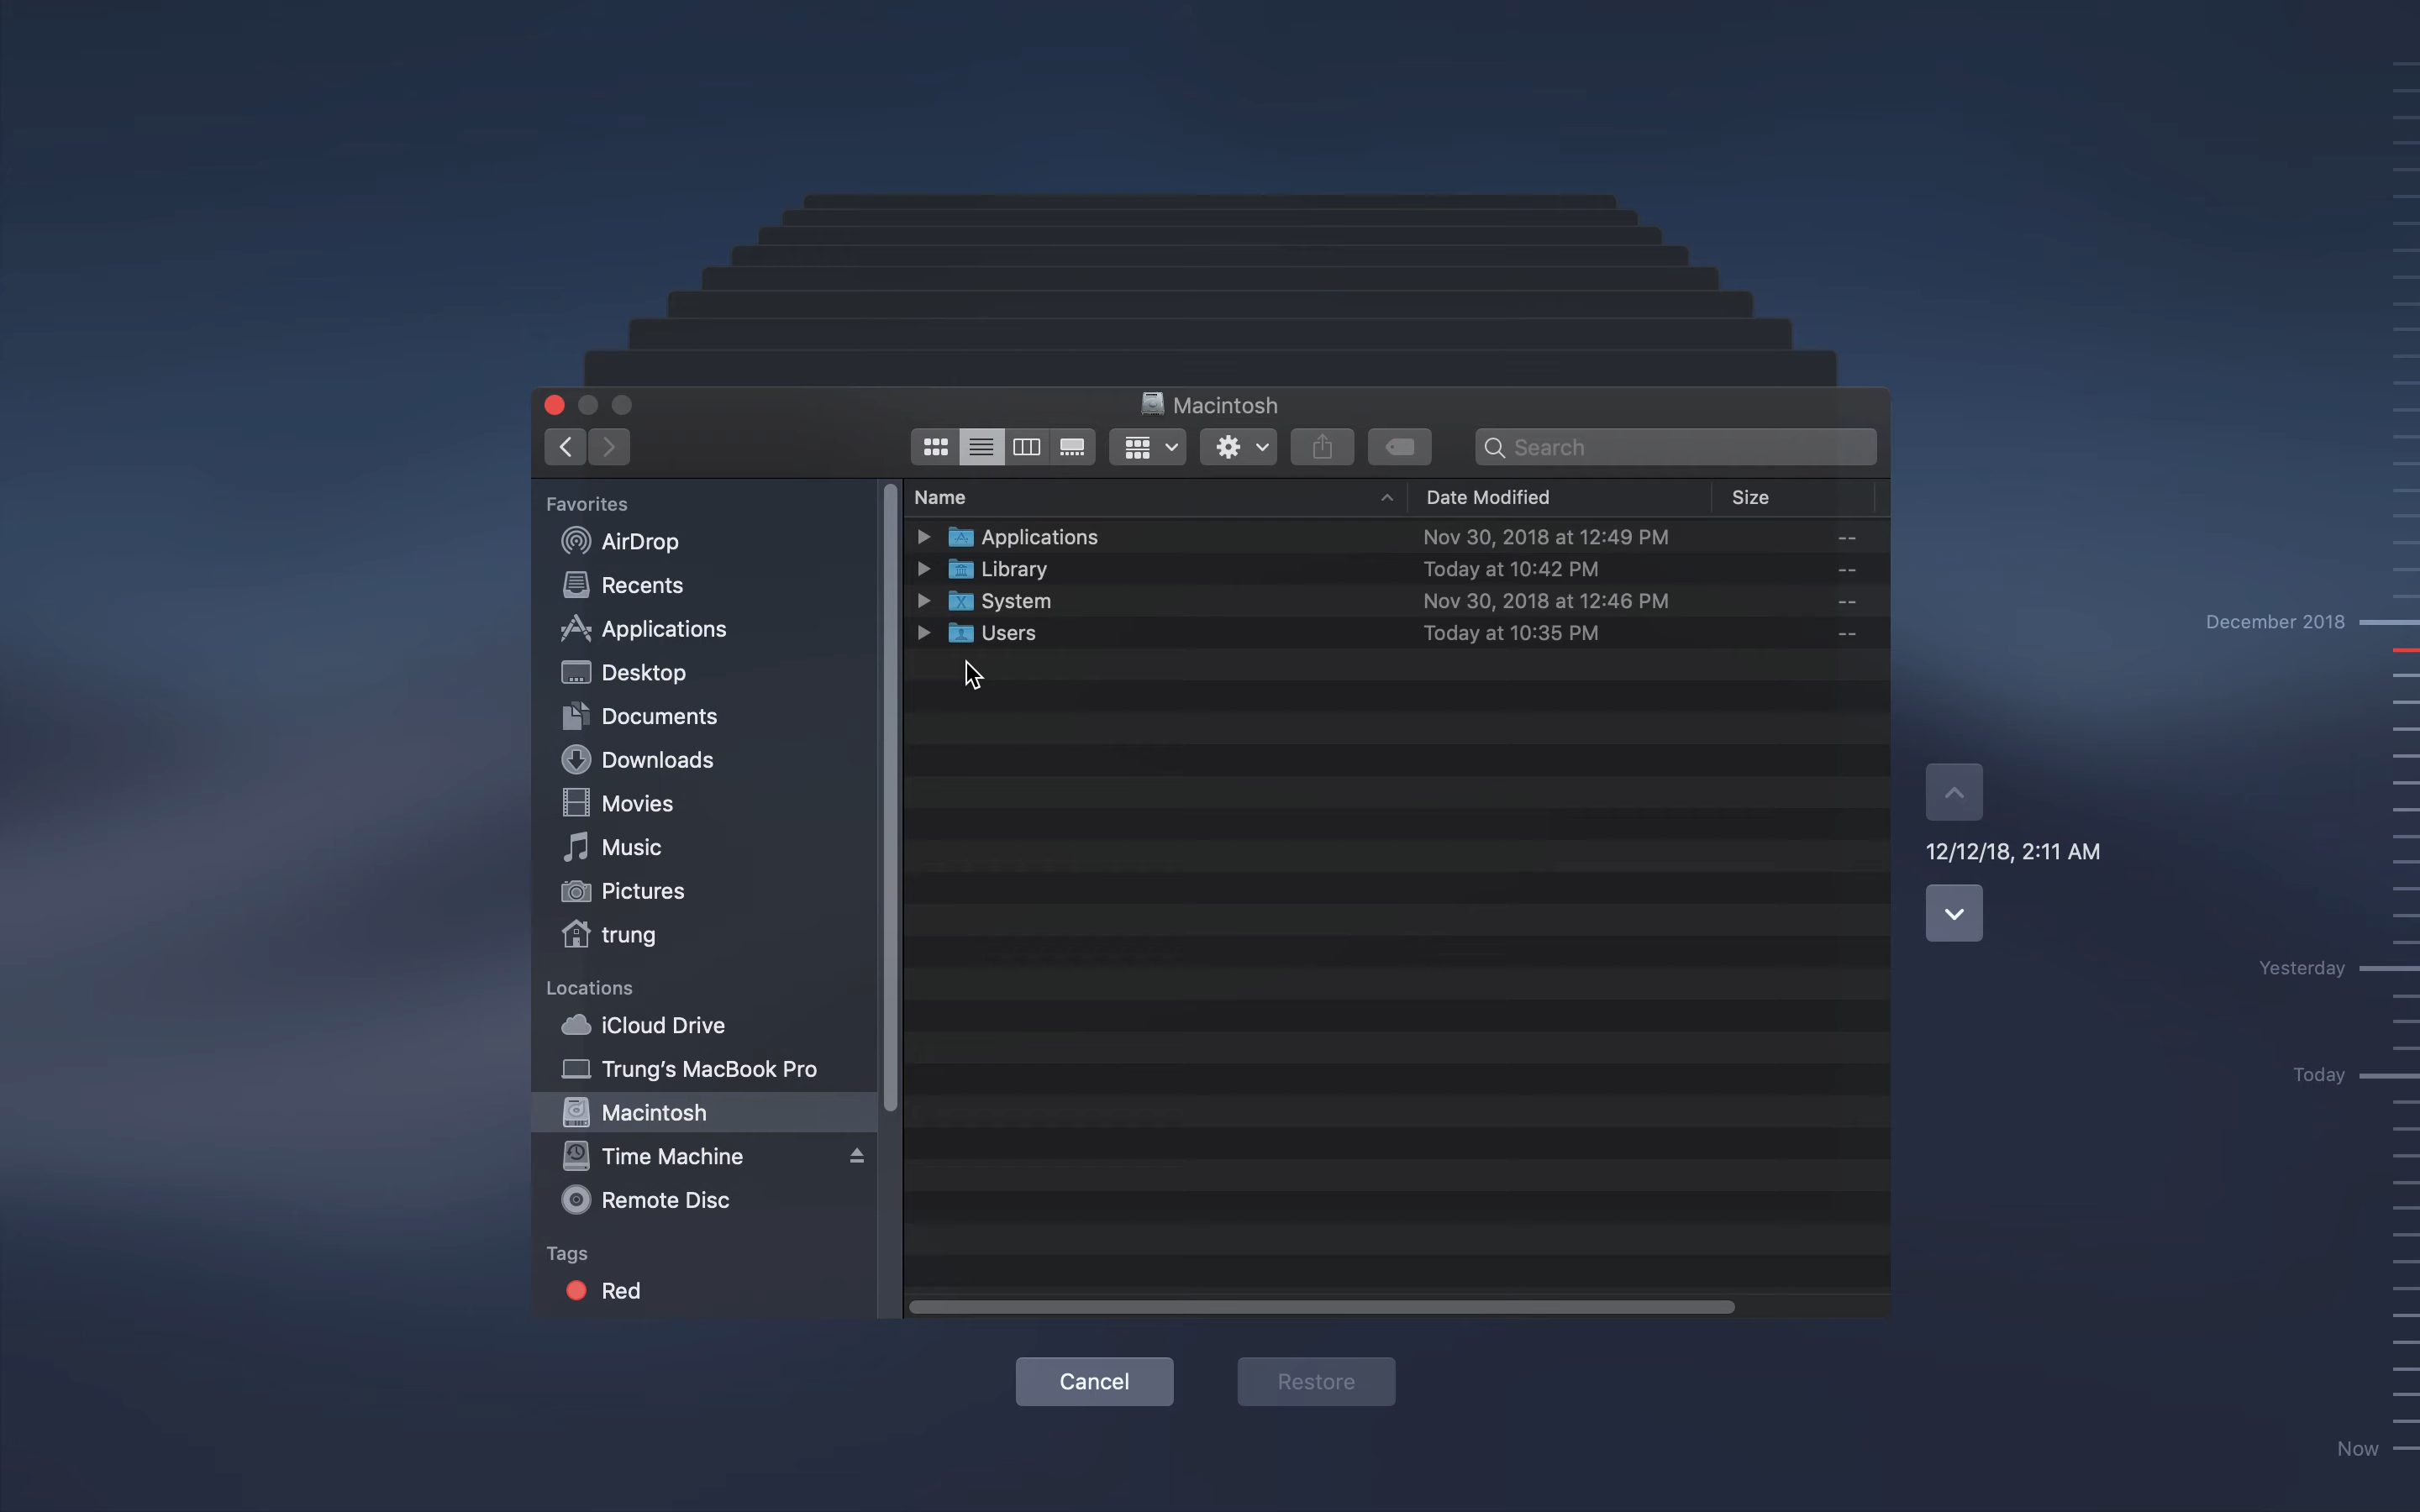 Macintosh
Search
Favorites
AirDrop
Recents
Applications
Desktop
Documents
Downloads
Movies
Music
Pictures
trung
Locations
iCloud Drive
Trung's MacBook Pro
Macintosh
Time Machine
Remote Disc
Tags
Red
Name Date Modified Size
Applications Nov 30, 2018 at 12:49 PM --
Library Today at 10:42 PM --
System Nov 30, 2018 at 12:46 PM --
Users Today at 10:35 PM --
12/12/18, 2:11 AM
December 2018
Yesterday
Today
Now
Cancel Restore